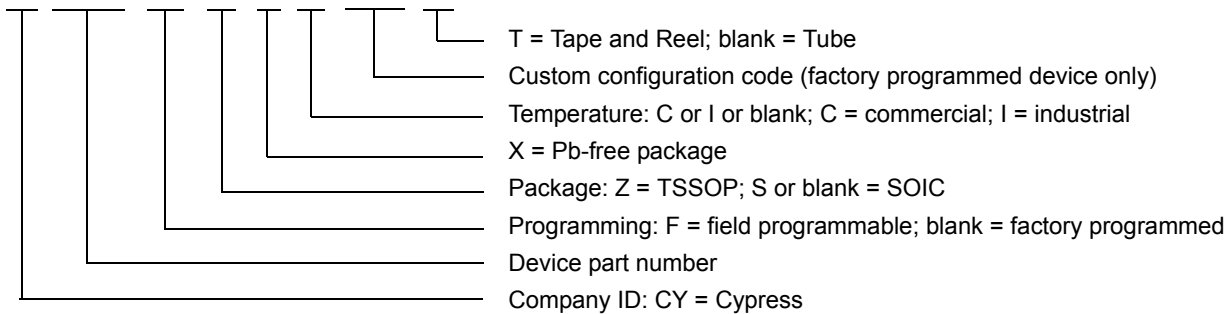 T = Tape and Reel; blank = Tube
Custom configuration code (factory programmed device only)
Temperature: C or I or blank; C = commercial; I = industrial
X = Pb-free package
Package: Z = TSSOP; S or blank = SOIC
Programming: F = field programmable; blank = factory programmed
Device part number
Company ID: CY = Cypress